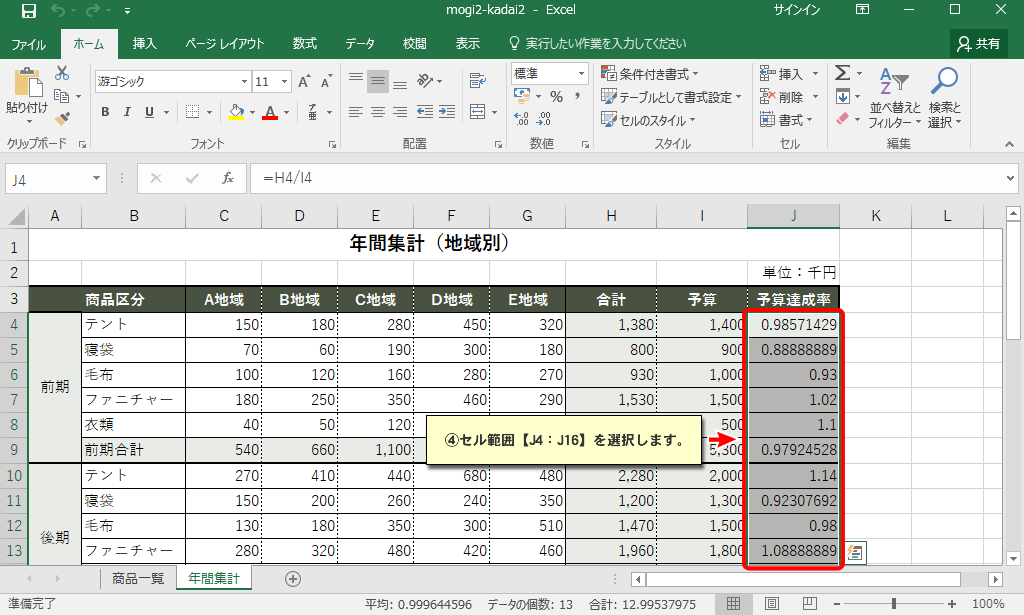 mogi2-kadai2 - Excel
サインイン
ファイル ホーム 挿入 ページ レイアウト 数式 データ 校閲 表示 実行したい作業を入力してください 共有
貼り付け
クリップボード
游ゴシック 11
A A
B I U A
フォント
配置
標準
% ,
数値
条件付き書式
テーブルとして書式設定
セルのスタイル
スタイル
挿入
削除
書式
セル
Σ
並べ替えと
フィルター
検索と
選択
編集
J4 fx =H4/I4
A B C D E F G H I J K L
1 年間集計（地域別）
2 単位：千円
3 商品区分 A地域 B地域 C地域 D地域 E地域 合計 予算 予算達成率
4 テント 150 180 280 450 320 1,380 1,400 0.98571429
5 寝袋 70 60 190 300 180 800 900 0.88888889
6 前期 毛布 100 120 160 280 270 930 1,000 0.93
7 ファニチャー 180 250 350 460 290 1,530 1,500 1.02
8 衣類 40 50 120 500 1.1
④セル範囲【J4：J16】を選択します。
9 前期合計 540 660 1,100 5,300 0.97924528
10 テント 270 410 440 680 480 2,280 2,000 1.14
11 寝袋 150 200 260 240 350 1,200 1,300 0.92307692
12 後期 毛布 130 180 350 300 510 1,470 1,500 0.98
13 ファニチャー 280 320 480 420 460 1,960 1,800 1.08888889
商品一覧 年間集計
準備完了 平均: 0.999644596 データの個数: 13 合計: 12.99537975 100%